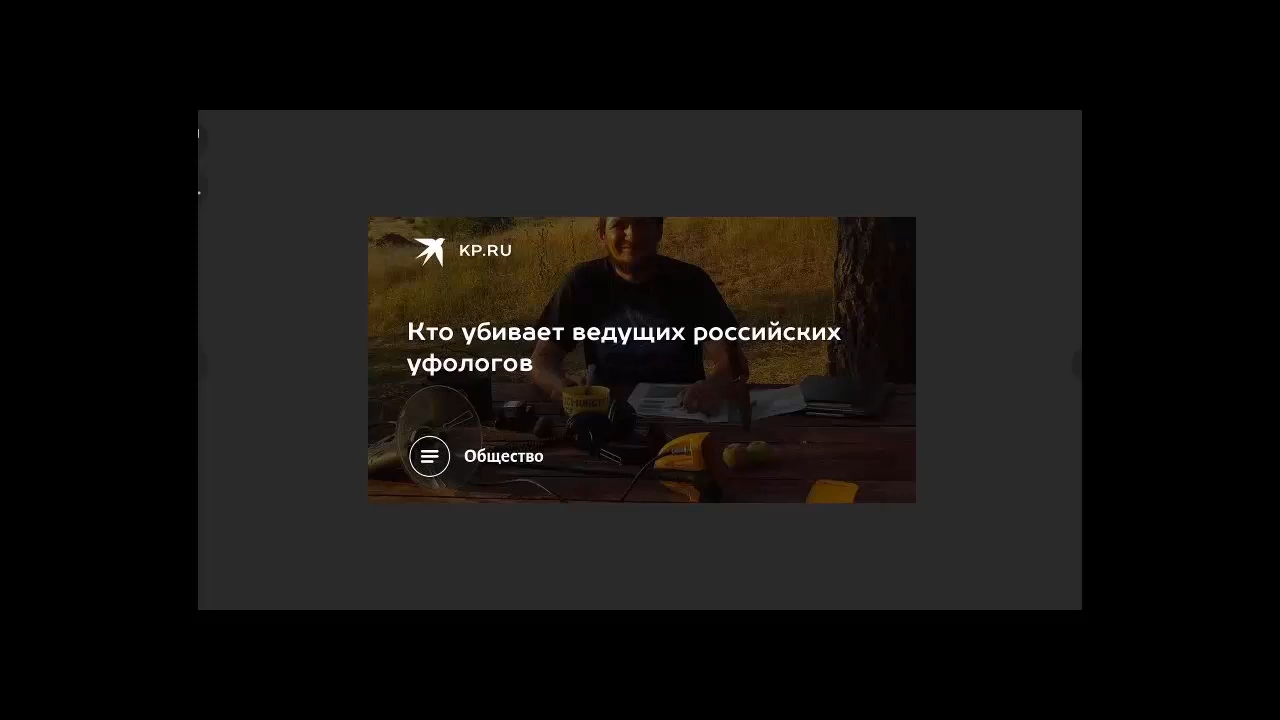 KP.RU
Кто убивает ведущих российских
уфологов
Общество